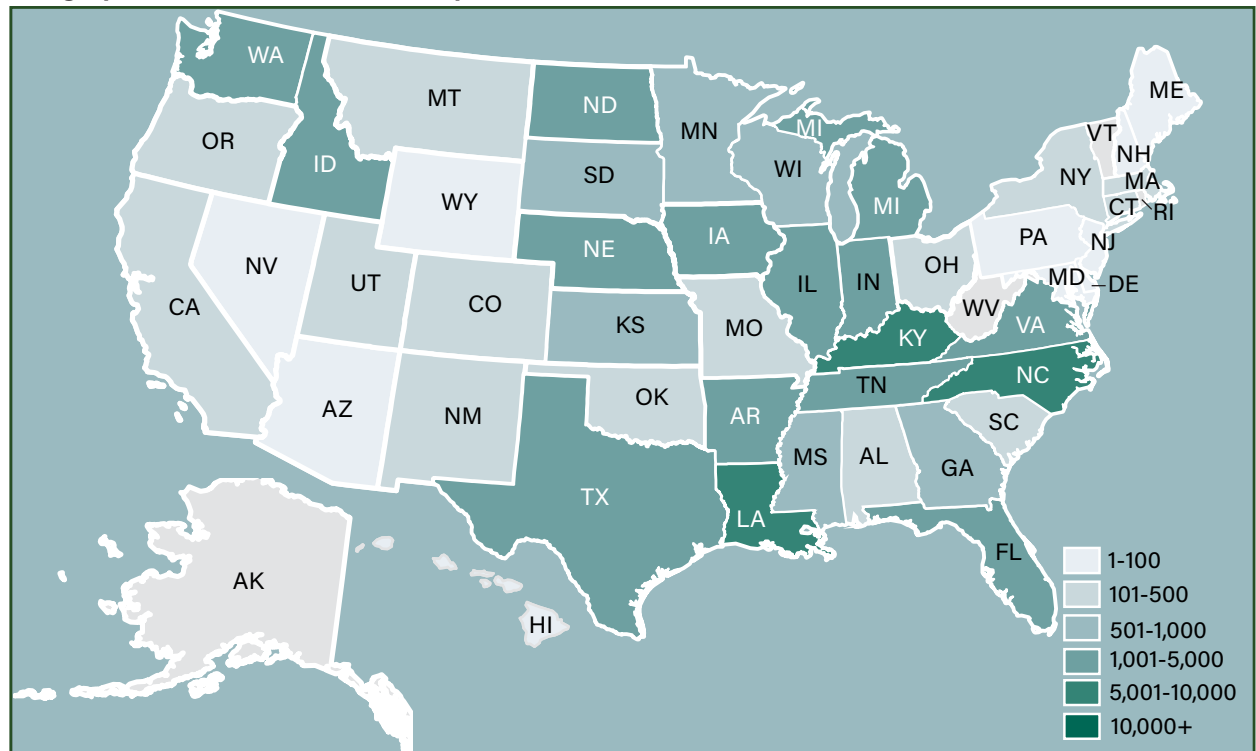 WA
MT
ND
MN
MI
ME
VT
NH
OR
ID
SD
WI
NY
MA
CT
RI
WY
MI
IA
NE
PA
NJ
NV
OH
MD
DE
UT
CO
IL
IN
WV
CA
KS
MO
VA
KY
NC
TN
AZ
NM
OK
AR
SC
MS
AL
GA
TX
LA
FL
AK
HI
1-100
101-500
501-1,000
1,001-5,000
5,001-10,000
10,000+